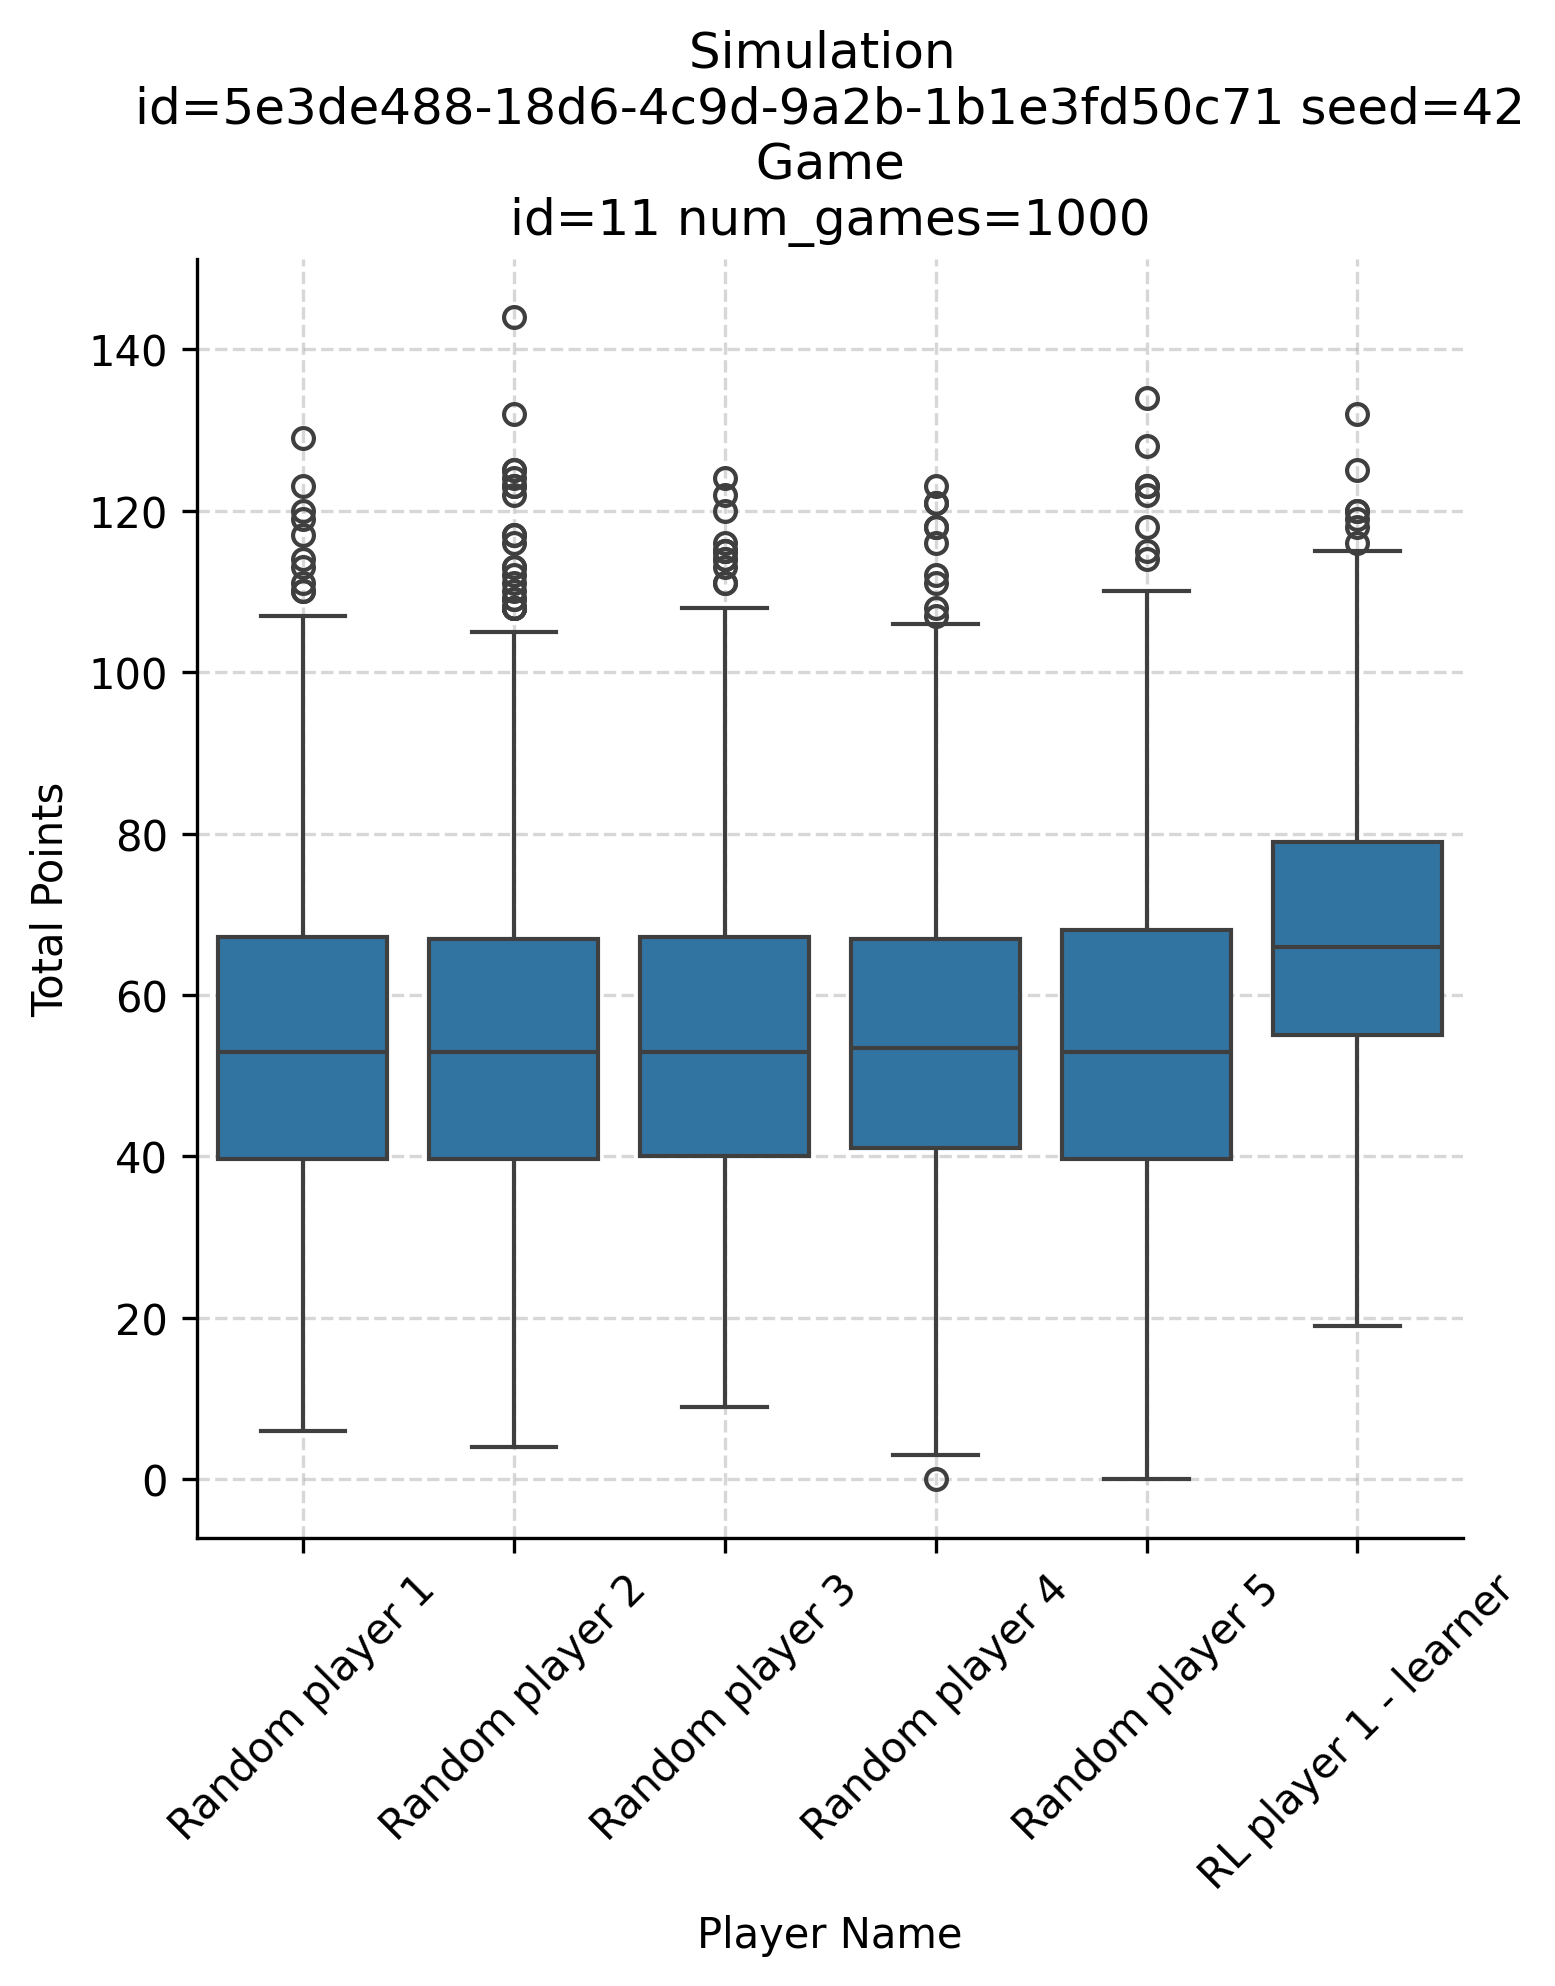 Simulation
id=5e3de488-18d6-4c9d-9a2b-1b1e3fd50c71 seed=42
Game
id=11 num_games=1000
140
120
100
80
60
40
20
0
Total Points
Random player 1
Random player 2
Random player 3
Random player 4
Random player 5
RL player 1 - learner
Player Name